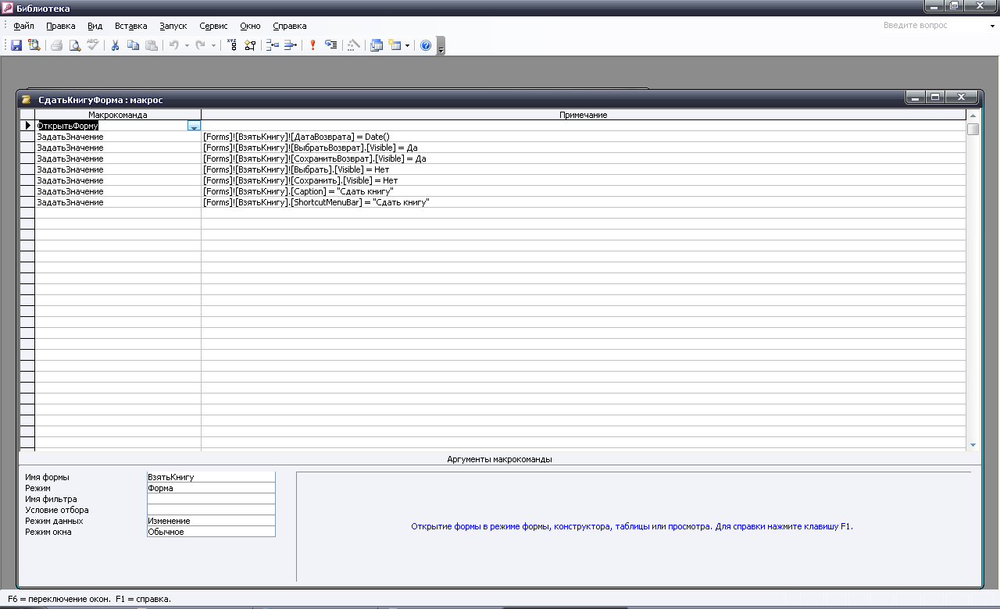 Библиотека
Файл Правка Вид Вставка Запуск Сервис Окно Справка Введите вопрос
СдатьКнигуФорма : макрос
Макрокоманда Примечание
ОткрытьФорму
ЗадатьЗначение [Forms]![ВзятьКнигу]![ДатаВозврата] = Date()
ЗадатьЗначение [Forms]![ВзятьКнигу]![ВыбратьВозврат].[Visible] = Да
ЗадатьЗначение [Forms]![ВзятьКнигу]![СохранитьВозврат].[Visible] = Да
ЗадатьЗначение [Forms]![ВзятьКнигу]![Выбрать].[Visible] = Нет
ЗадатьЗначение [Forms]![ВзятьКнигу]![Сохранить].[Visible] = Нет
ЗадатьЗначение [Forms]![ВзятьКнигу].[Caption] = "Сдать книгу"
ЗадатьЗначение [Forms]![ВзятьКнигу].[ShortcutMenuBar] = "Сдать книгу"
Аргументы макрокоманды
Имя формы ВзятьКнигу
Режим Форма
Имя фильтра
Условие отбора
Режим данных Изменение
Режим окна Обычное
Открытие формы в режиме формы, конструктора, таблицы или просмотра. Для справки нажмите клавишу F1.
F6 = переключение окон. F1 = справка.